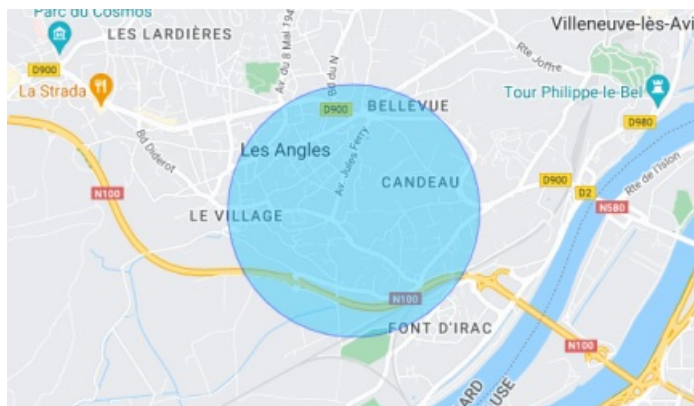 Parc du Cosmos
LES LARDIÈRES
Villeneuve-lès-Avi
Av. du 8 Mai 194
Bd du N
Rte Joffre
D900
La Strada
D900
BELLEVUE
Tour Philippe-le-Bel
D980
Bd Diderot
Les Angles
Av. Jules Ferry
CANDEAU
D900
D2
Rte de l'Islon
N100
LE VILLAGE
N580
N100
FONT D'IRAC
N100
GARD
USE